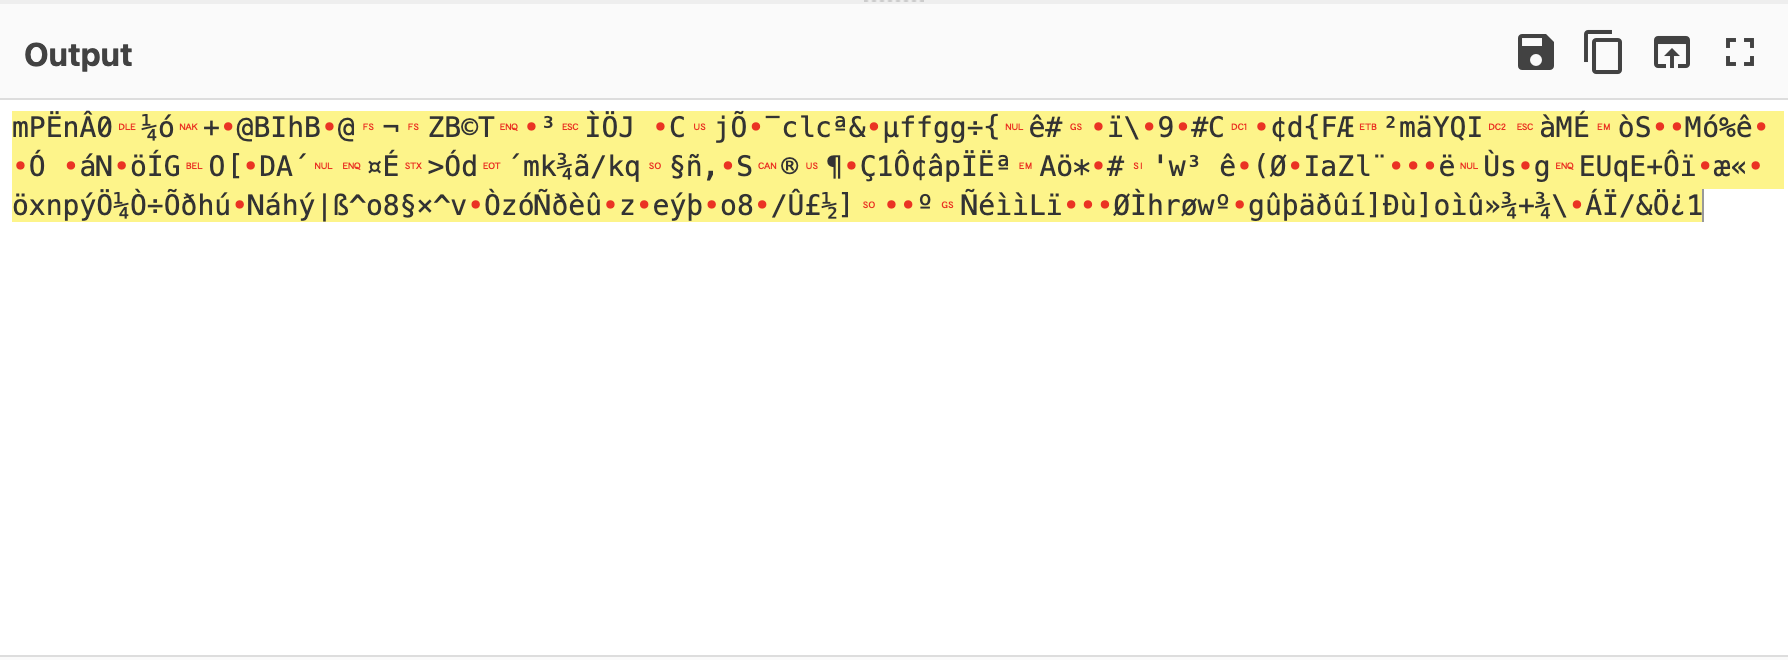 Output
mPËnÂ0 DLE ¼ó NAK +•@BIhB•@ FS ¬ FS ZB©T ENQ •³ ESC ÌÖJ •C US jÕ•¯clcª&•µffgg÷{ NUL ê# GS •ï\•9•#C DC1 •¢d{FÆ ETB ²mäYQI DC2 ESC àMÉ EM òS••Mó%ê•
•Ó •áN•öÍG BEL O[•DA´ NUL ENQ ¤É STX >Ód EOT ´mk¾ã/kq SO §ñ,•S CAN ® US ¶•Ç1Ô¢âpÏËª EM Aö*•# SI 'w³ ê•(Ø•IaZl¨•••ë NUL Ùs•g ENQ EUqE+Ôï•æ«•
öxnpýÖ¼Ò÷Õðhú•Náhý|ß^o8§×^v•ÒzóÑðèû•z•eýþ•o8•/Û£½] SO ••º GS ÑéììLï•••ØÌhrøwº•gûþäðûí]Ðù]oìû»¾+¾\•ÁÏ/&Ö¿1